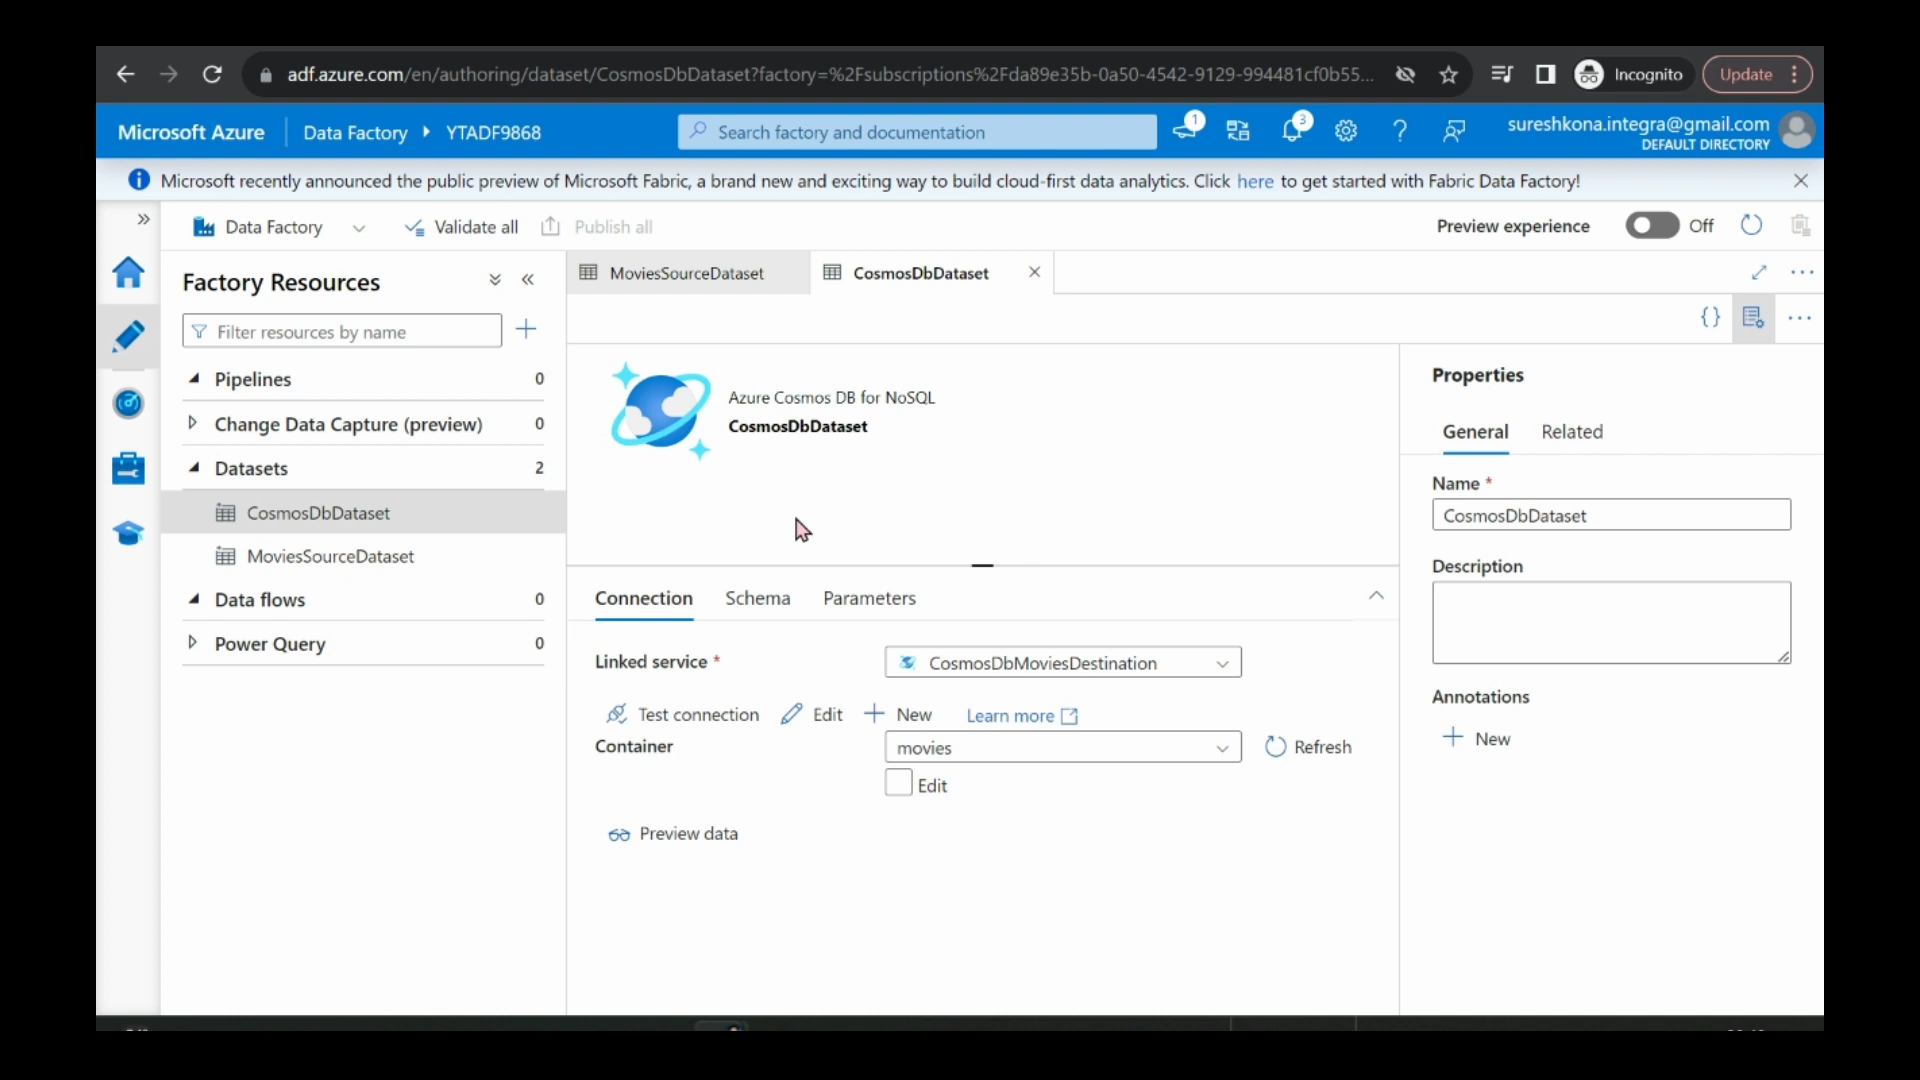 adf.azure.com/en/authoring/dataset/CosmosDbDataset?factory=%2Fsubscriptions%2Fda89e35b-0a50-4542-9129-994481cf0b55...
Incognito
Update
Microsoft Azure
Data Factory
YTADF9868
Search factory and documentation
1
3
sureshkona.integra@gmail.com
DEFAULT DIRECTORY
Microsoft recently announced the public preview of Microsoft Fabric, a brand new and exciting way to build cloud-first data analytics. Click here to get started with Fabric Data Factory!
Data Factory
Validate all
Publish all
Preview experience
Off
Factory Resources
Filter resources by name
Pipelines 0
Change Data Capture (preview) 0
Datasets 2
CosmosDbDataset
MoviesSourceDataset
Data flows 0
Power Query 0
MoviesSourceDataset
CosmosDbDataset
Azure Cosmos DB for NoSQL
CosmosDbDataset
Connection
Schema
Parameters
Linked service *
CosmosDbMoviesDestination
Test connection
Edit
New
Learn more
Container
movies
Refresh
Edit
Preview data
Properties
General
Related
Name *
CosmosDbDataset
Description
Annotations
New